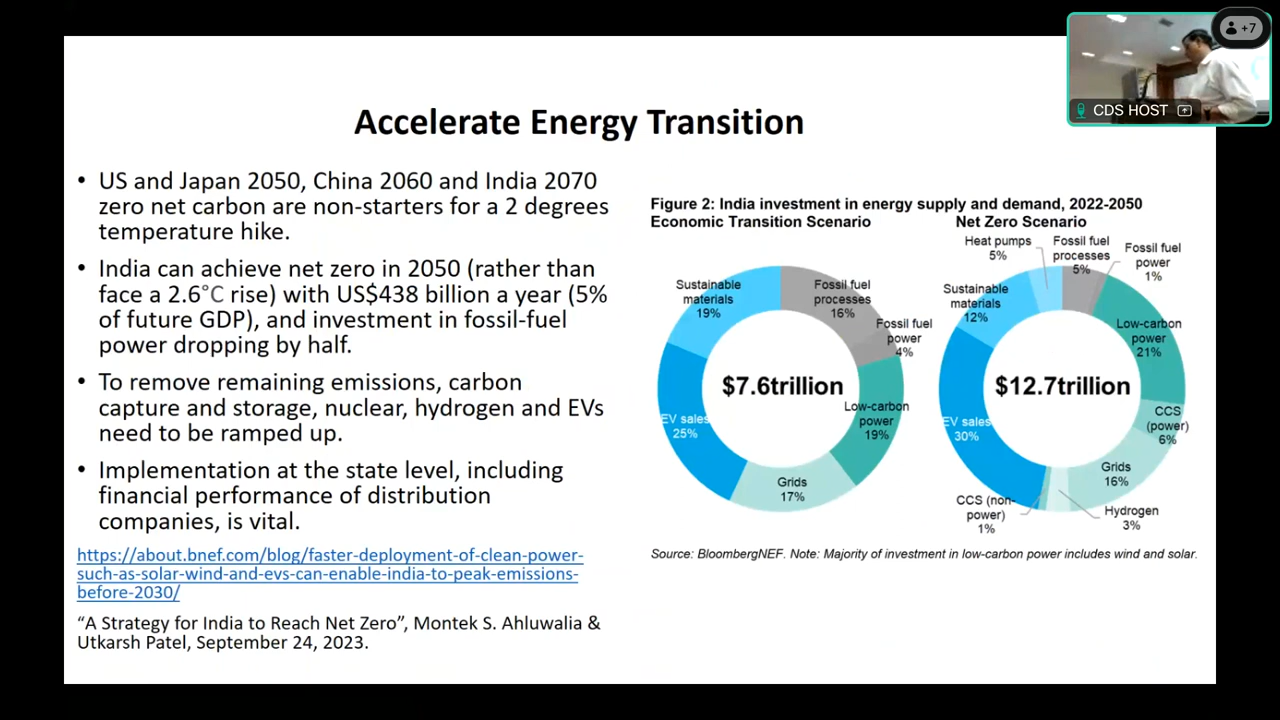 +7
CDS HOST
Accelerate Energy Transition
• US and Japan 2050, China 2060 and India 2070
zero net carbon are non-starters for a 2 degrees
temperature hike.
• India can achieve net zero in 2050 (rather than
face a 2.6°C rise) with US$438 billion a year (5%
of future GDP), and investment in fossil-fuel
power dropping by half.
• To remove remaining emissions, carbon
capture and storage, nuclear, hydrogen and EVs
need to be ramped up.
• Implementation at the state level, including
financial performance of distribution
companies, is vital.
https://about.bnef.com/blog/faster-deployment-of-clean-power-
such-as-solar-wind-and-evs-can-enable-india-to-peak-emissions-
before-2030/
“A Strategy for India to Reach Net Zero”, Montek S. Ahluwalia &
Utkarsh Patel, September 24, 2023.
Figure 2: India investment in energy supply and demand, 2022-2050
Economic Transition Scenario
Sustainable
materials
19%
Fossil fuel
processes
16%
Fossil fuel
power
4%
$7.6trillion
Low-carbon
power
19%
EV sales
25%
Grids
17%
Net Zero Scenario
Heat pumps
5%
Fossil fuel
processes
5%
Fossil fuel
power
1%
Sustainable
materials
12%
Low-carbon
power
21%
$12.7trillion
EV sales
30%
CCS
(power)
6%
Grids
16%
CCS (non-
power)
1%
Hydrogen
3%
Source: BloombergNEF. Note: Majority of investment in low-carbon power includes wind and solar.